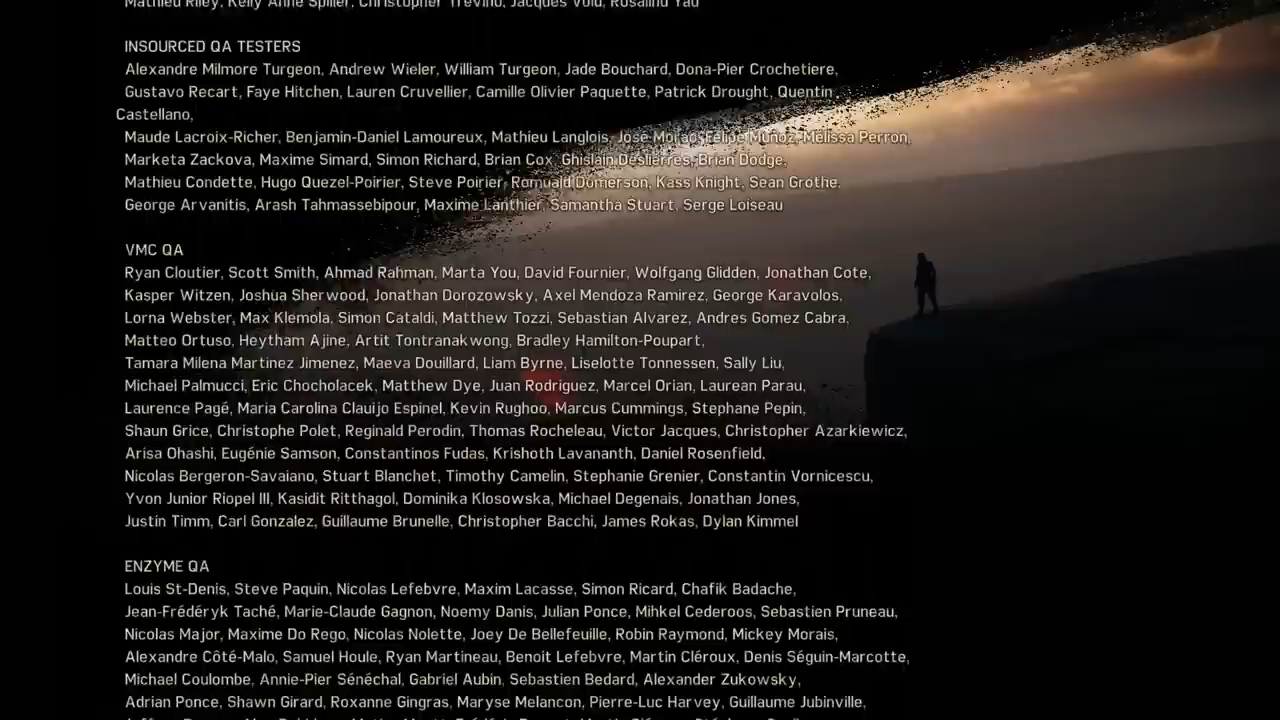 Mathieu Riley, Kelly Anne Spiller, Christopher Trevino, Jacques Volu, Rosalind Yau
INSOURCED QA TESTERS
Alexandre Milmore Turgeon, Andrew Wieler, William Turgeon, Jade Bouchard, Dona-Pier Crochetiere,
Gustavo Recart, Faye Hitchen, Lauren Cruvellier, Camille Olivier Paquette, Patrick Drought, Quentin
Castellano,
Maude Lacroix-Richer, Benjamin-Daniel Lamoureux, Mathieu Langlois, José Morao, Felipe Muñoz, Mélissa Perron,
Marketa Zackova, Maxime Simard, Simon Richard, Brian Cox, Ghislain Deslierres, Brian Dodge,
Mathieu Condette, Hugo Quezel-Poirier, Steve Poirier, Romuald Domerson, Kass Knight, Sean Grothe,
George Arvanitis, Arash Tahmassebipour, Maxime Lanthier, Samantha Stuart, Serge Loiseau
VMC QA
Ryan Cloutier, Scott Smith, Ahmad Rahman, Marta You, David Fournier, Wolfgang Glidden, Jonathan Cote,
Kasper Witzen, Joshua Sherwood, Jonathan Dorozowsky, Axel Mendoza Ramirez, George Karavolos,
Lorna Webster, Max Klemola, Simon Cataldi, Matthew Tozzi, Sebastian Alvarez, Andres Gomez Cabra,
Matteo Ortuso, Heytham Ajine, Artit Tontranakwong, Bradley Hamilton-Poupart,
Tamara Milena Martinez Jimenez, Maeva Douillard, Liam Byrne, Liselotte Tonnessen, Sally Liu,
Michael Palmucci, Eric Chocholacek, Matthew Dye, Juan Rodriguez, Marcel Orian, Laurean Parau,
Laurence Pagé, Maria Carolina Clauijo Espinel, Kevin Rughoo, Marcus Cummings, Stephane Pepin,
Shaun Grice, Christophe Polet, Reginald Perodin, Thomas Rocheleau, Victor Jacques, Christopher Azarkiewicz,
Arisa Ohashi, Eugénie Samson, Constantinos Fudas, Krishoth Lavananth, Daniel Rosenfield,
Nicolas Bergeron-Savaiano, Stuart Blanchet, Timothy Camelin, Stephanie Grenier, Constantin Vornicescu,
Yvon Junior Riopel III, Kasidit Ritthagol, Dominika Klosowska, Michael Degenais, Jonathan Jones,
Justin Timm, Carl Gonzalez, Guillaume Brunelle, Christopher Bacchi, James Rokas, Dylan Kimmel
ENZYME QA
Louis St-Denis, Steve Paquin, Nicolas Lefebvre, Maxim Lacasse, Simon Ricard, Chafik Badache,
Jean-Frédéryk Taché, Marie-Claude Gagnon, Noemy Danis, Julian Ponce, Mihkel Cederoos, Sebastien Pruneau,
Nicolas Major, Maxime Do Rego, Nicolas Nolette, Joey De Bellefeuille, Robin Raymond, Mickey Morais,
Alexandre Côté-Malo, Samuel Houle, Ryan Martineau, Benoit Lefebvre, Martin Cléroux, Denis Séguin-Marcotte,
Michael Coulombe, Annie-Pier Sénéchal, Gabriel Aubin, Sebastien Bedard, Alexander Zukowsky,
Adrian Ponce, Shawn Girard, Roxanne Gingras, Maryse Melancon, Pierre-Luc Harvey, Guillaume Jubinville,